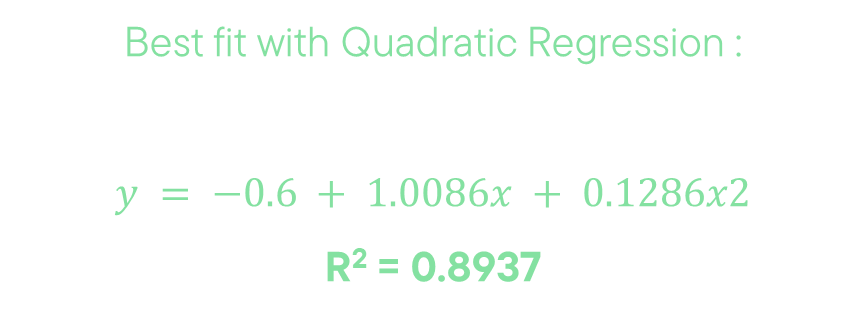 Best fit with Quadratic Regression :
y = −0.6 + 1.0086x + 0.1286x2
R² = 0.8937